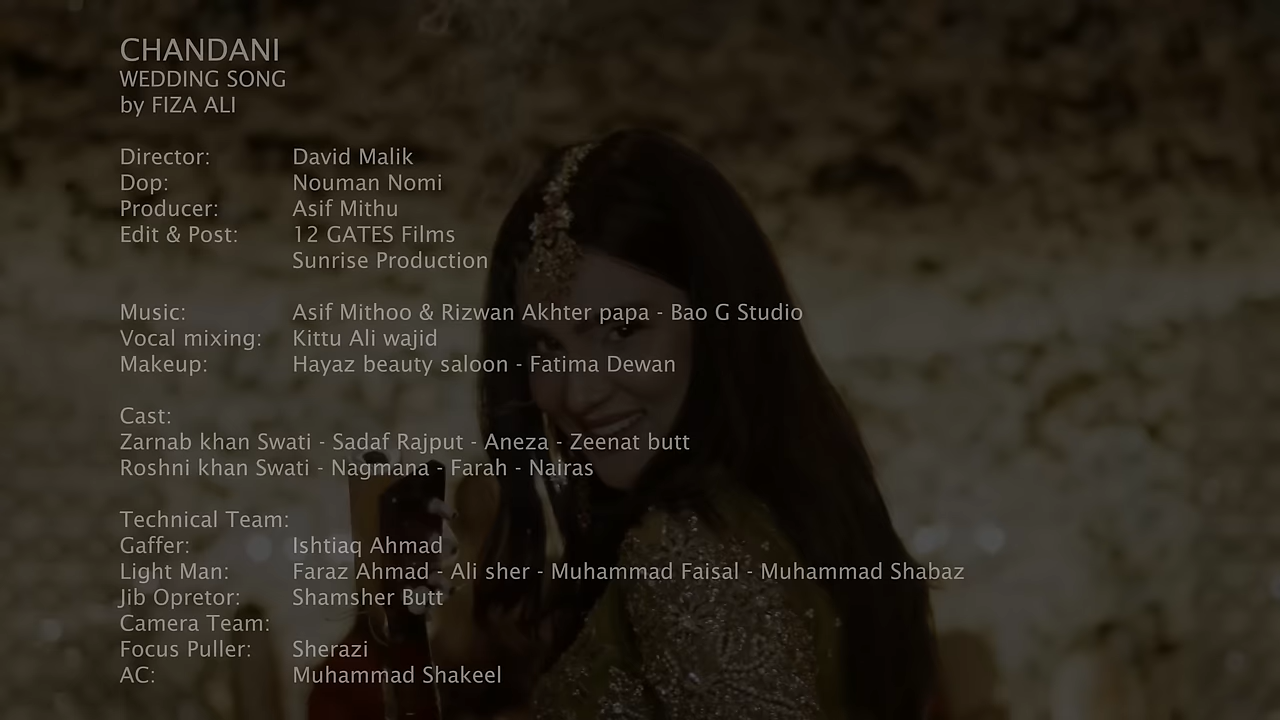 CHANDANI
WEDDING SONG
by FIZA ALI
Director: David Malik
Dop: Nouman Nomi
Producer: Asif Mithu
Edit & Post: 12 GATES Films
Sunrise Production
Music: Asif Mithoo & Rizwan Akhter papa - Bao G Studio
Vocal mixing: Kittu Ali wajid
Makeup: Hayaz beauty saloon - Fatima Dewan
Cast:
Zarnab khan Swati - Sadaf Rajput - Aneza - Zeenat butt
Roshni khan Swati - Nagmana - Farah - Nairas
Technical Team:
Gaffer: Ishtiaq Ahmad
Light Man: Faraz Ahmad - Ali sher - Muhammad Faisal - Muhammad Shabaz
Jib Opretor: Shamsher Butt
Camera Team:
Focus Puller: Sherazi
AC: Muhammad Shakeel